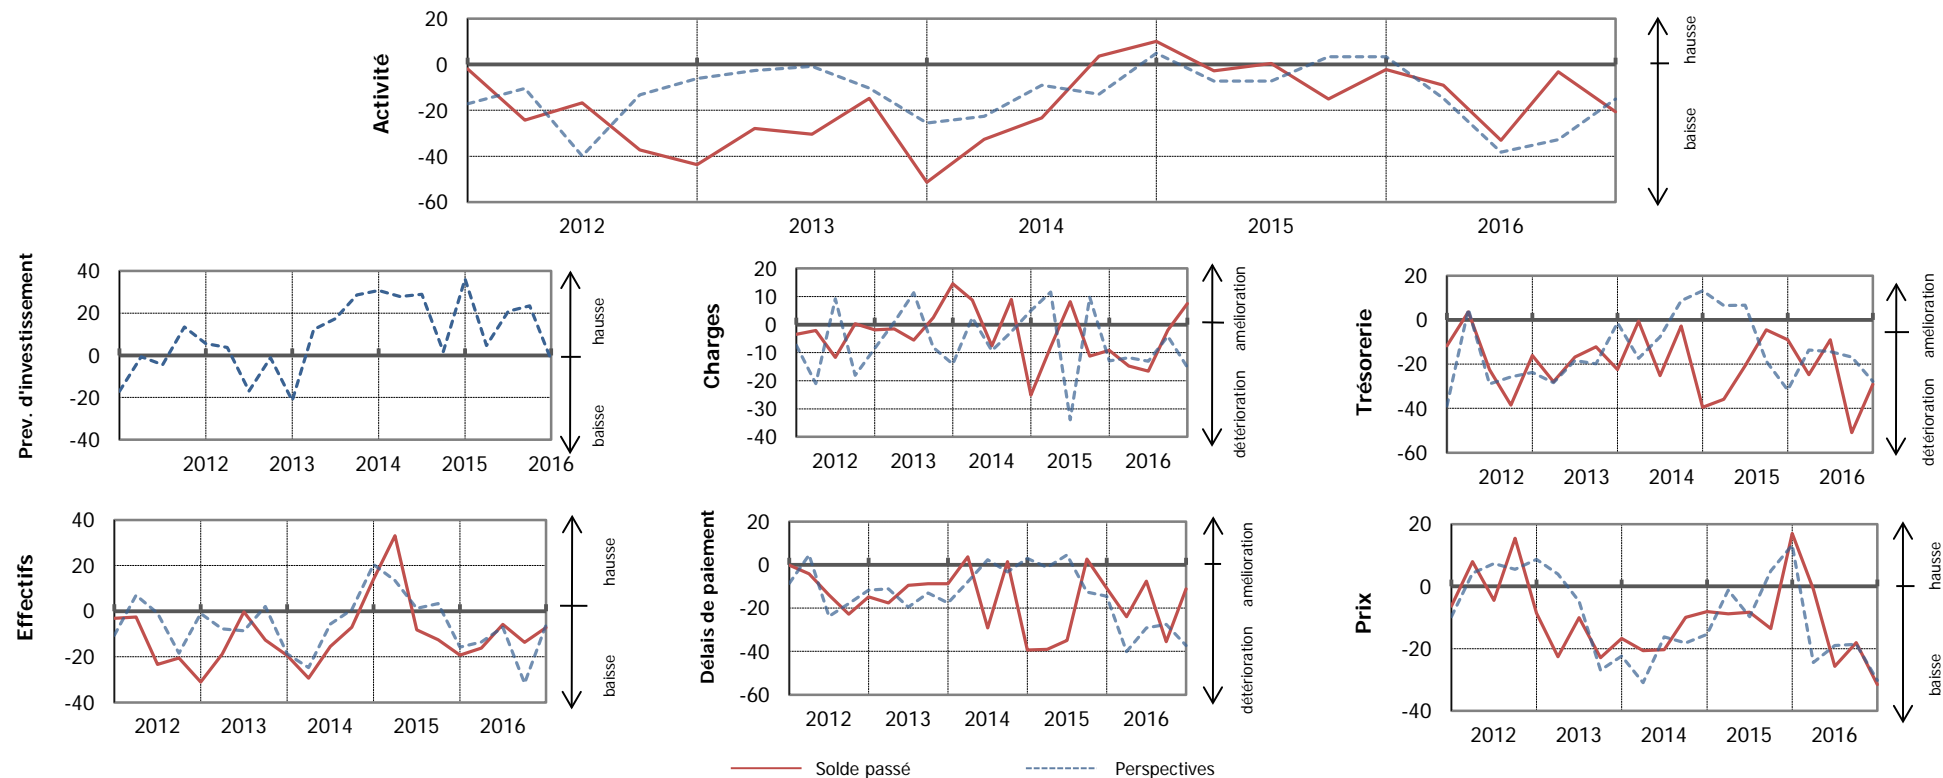 Activité
20
0
-20
-40
-60
2012 2013 2014 2015 2016
hausse
baisse
Prev. d'investissement
40
20
0
-20
-40
2012 2013 2014 2015 2016
hausse
baisse
Charges
20
10
0
-10
-20
-30
-40
2012 2013 2014 2015 2016
amélioration
détérioration
Trésorerie
20
0
-20
-40
-60
2012 2013 2014 2015 2016
amélioration
détérioration
Effectifs
40
20
0
-20
-40
2012 2013 2014 2015 2016
hausse
baisse
Délais de paiement
20
0
-20
-40
-60
2012 2013 2014 2015 2016
amélioration
détérioration
Prix
20
0
-20
-40
2012 2013 2014 2015 2016
hausse
baisse
Solde passé Perspectives